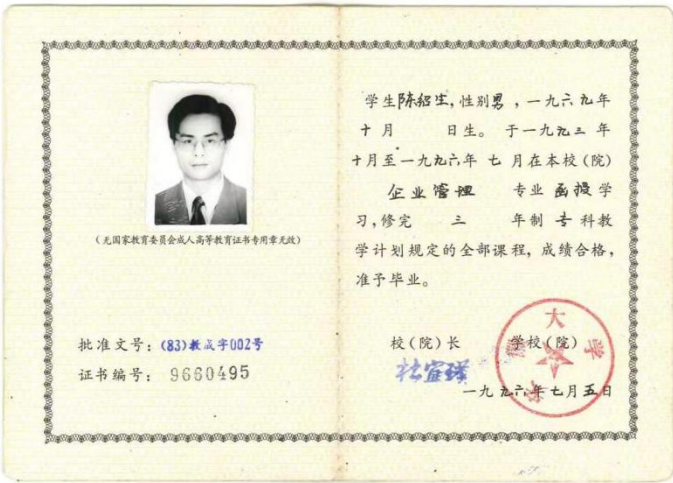 (无国家教育委员会成人高等教育证书专用章无效)
批准文号：(83)教成字002号
证书编号： 9660495
学生陈绍宏，性别男，一九六九年
十月 日生。于一九九三年
十月至一九九六年七月在本校(院)
企业管理 专业函授学
习，修完 三 年制专科教
学计划规定的全部课程，成绩合格，
准予毕业。
校(院)长 学校(院)
大学
一九九六年七月五日